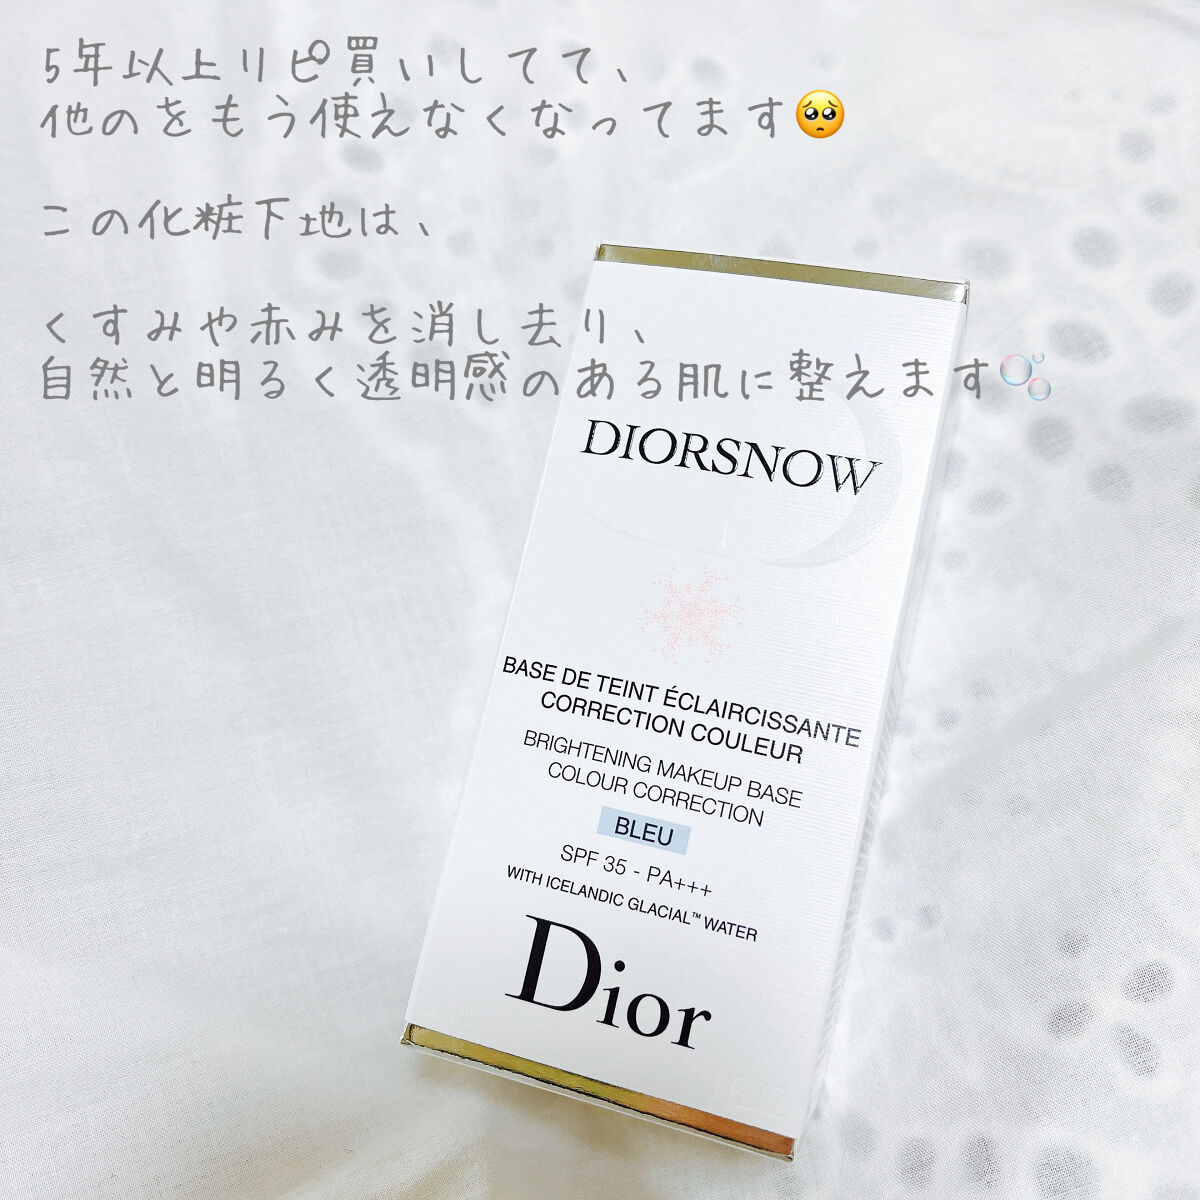 5年以上リピ買いしてて、
他のをもう使えなくなってます🥺
この化粧下地は、
くすみや赤みを消し去り、
自然と明るく透明感のある肌に整えます🫧
DIORSNOW
BASE DE TEINT ÉCLAIRCISSANTE
CORRECTION COULEUR
BRIGHTENING MAKEUP BASE
COLOUR CORRECTION
BLEU
SPF 35 - PA+++
WITH ICELANDIC GLACIAL™ WATER
Dior